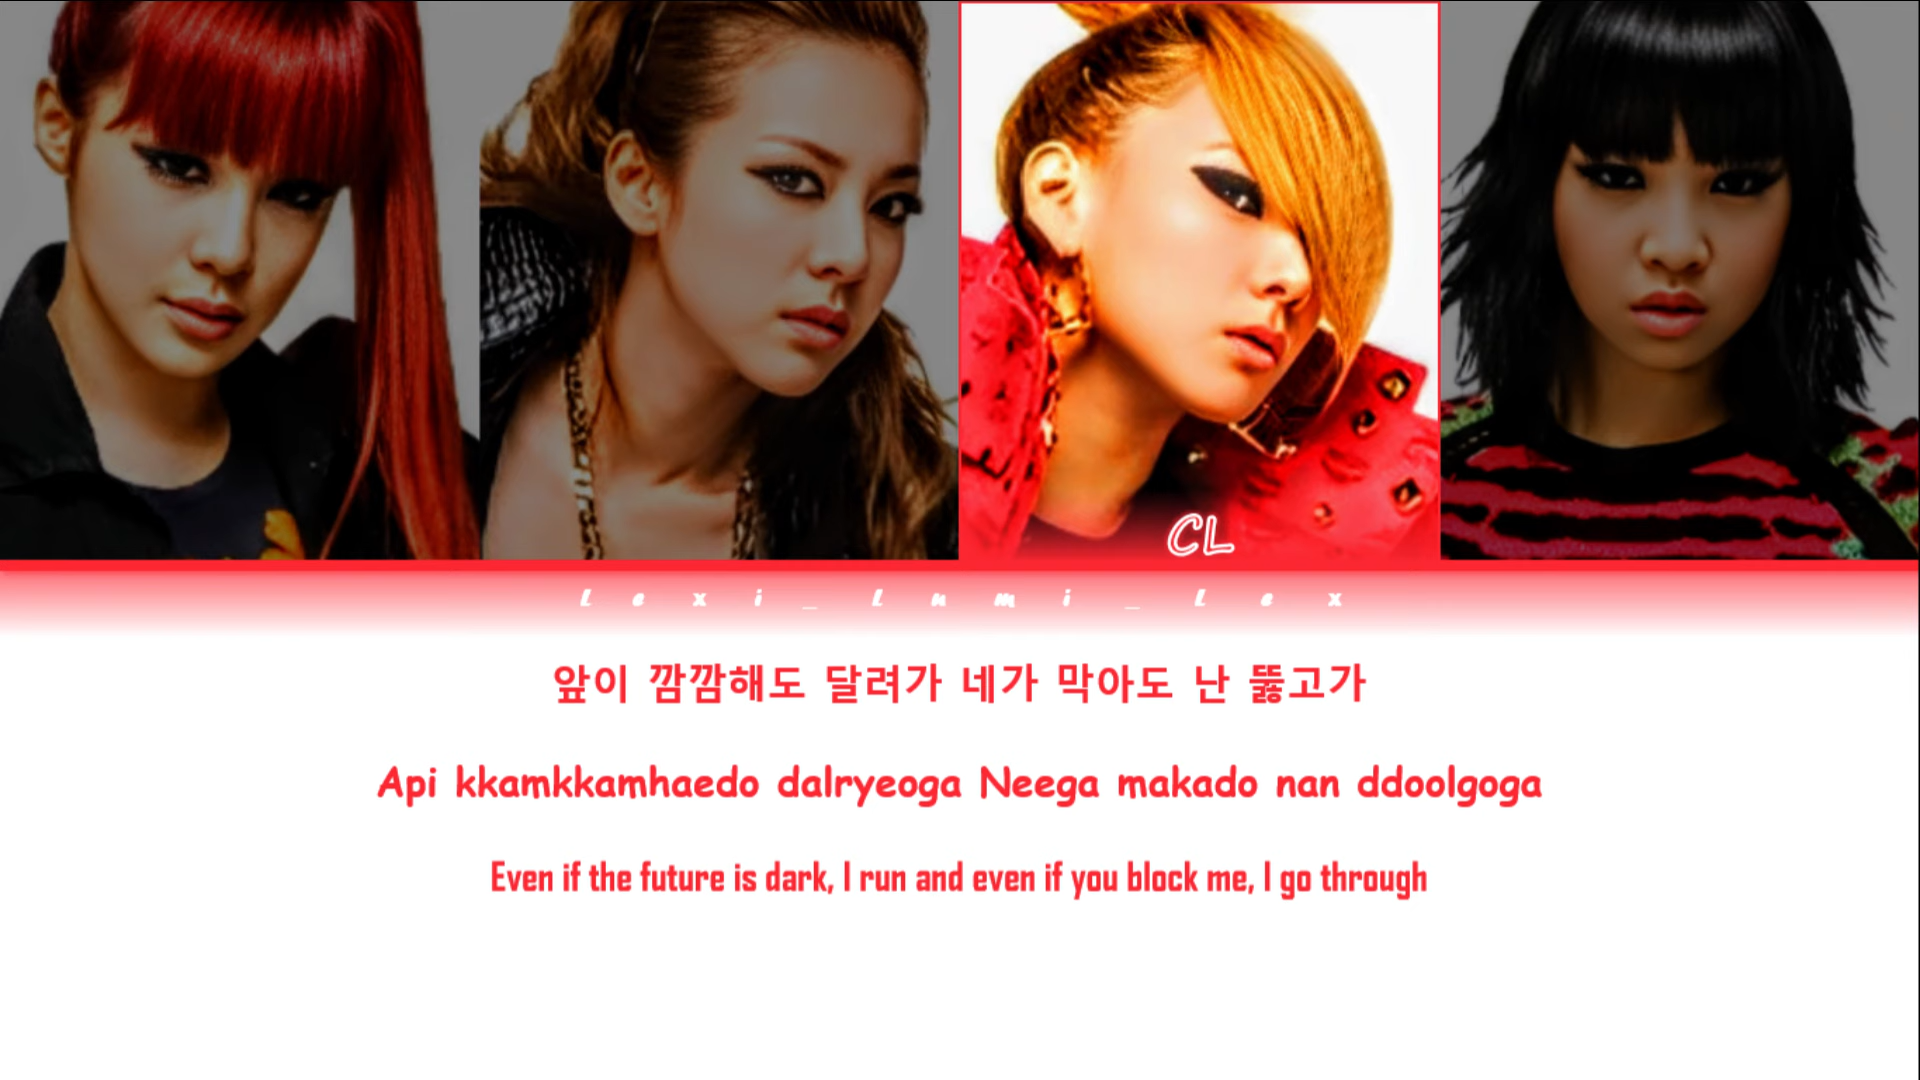 CL
Lexi_Lumi_Lex
앞이 깜깜해도 달려가 네가 막아도 난 뚫고가
Api kkamkkamhaedo dalryeoga Neega makado nan ddoolgoga
Even if the future is dark, I run and even if you block me, I go through